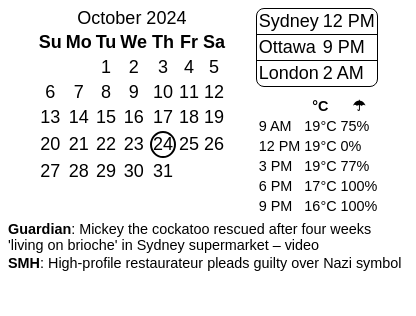 October 2024
Su Mo Tu We Th Fr Sa
1 2 3 4 5
6 7 8 9 10 11 12
13 14 15 16 17 18 19
20 21 22 23 24 25 26
27 28 29 30 31
Sydney 12 PM
Ottawa 9 PM
London 2 AM
°C ☂
9 AM 19°C 75%
12 PM 19°C 0%
3 PM 19°C 77%
6 PM 17°C 100%
9 PM 16°C 100%
Guardian: Mickey the cockatoo rescued after four weeks
'living on brioche' in Sydney supermarket – video
SMH: High-profile restaurateur pleads guilty over Nazi symbol